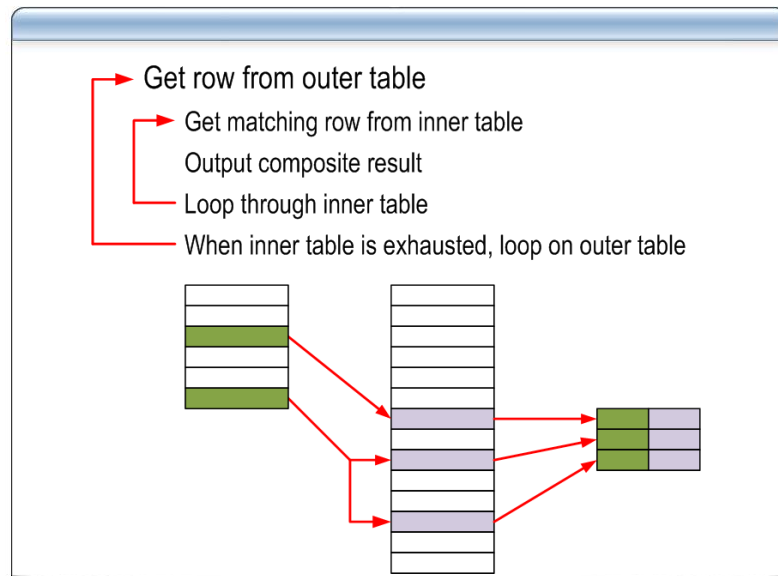 Get row from outer table
Get matching row from inner table
Output composite result
Loop through inner table
When inner table is exhausted, loop on outer table